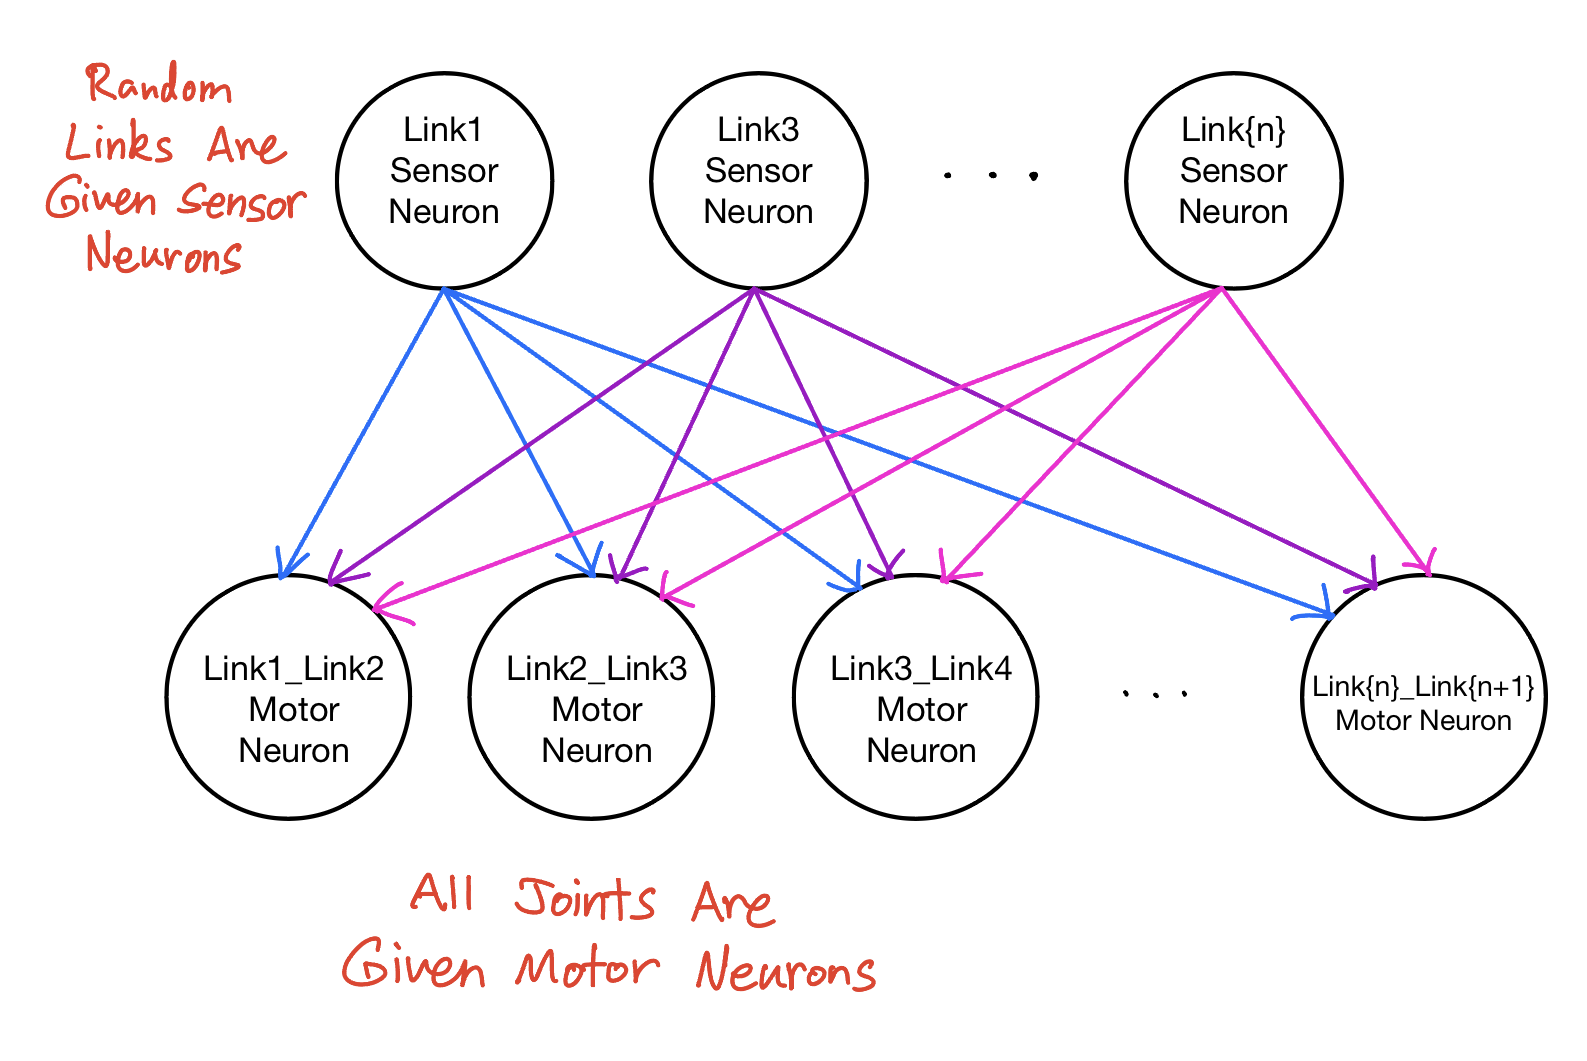 Random
Links Are
Given Sensor
Neurons
Link1
Sensor
Neuron
Link3
Sensor
Neuron
. . .
Link{n}
Sensor
Neuron
Link1_Link2
Motor
Neuron
Link2_Link3
Motor
Neuron
Link3_Link4
Motor
Neuron
. . .
Link{n}_Link{n+1}
Motor Neuron
All Joints Are
Given Motor Neurons